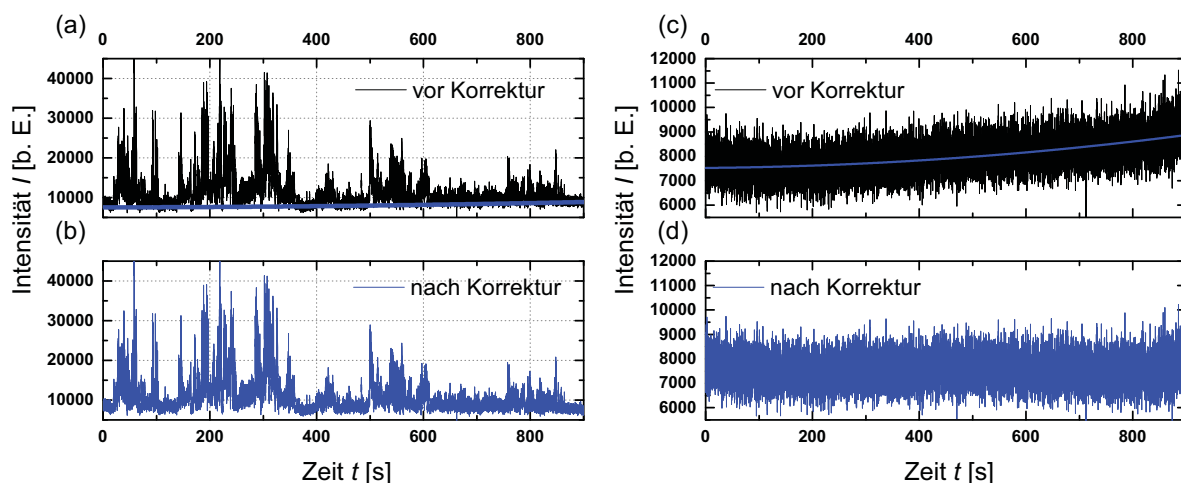 (a)
0 200 400 600 800
40000
30000
20000
10000
vor Korrektur
(b)
40000
30000
20000
10000
nach Korrektur
0 200 400 600 800
Zeit t [s]
Intensität I [b. E.]
(c)
0 200 400 600 800
12000
11000
10000
9000
8000
7000
6000
vor Korrektur
(d)
12000
11000
10000
9000
8000
7000
6000
nach Korrektur
0 200 400 600 800
Zeit t [s]
Intensität I [b. E.]